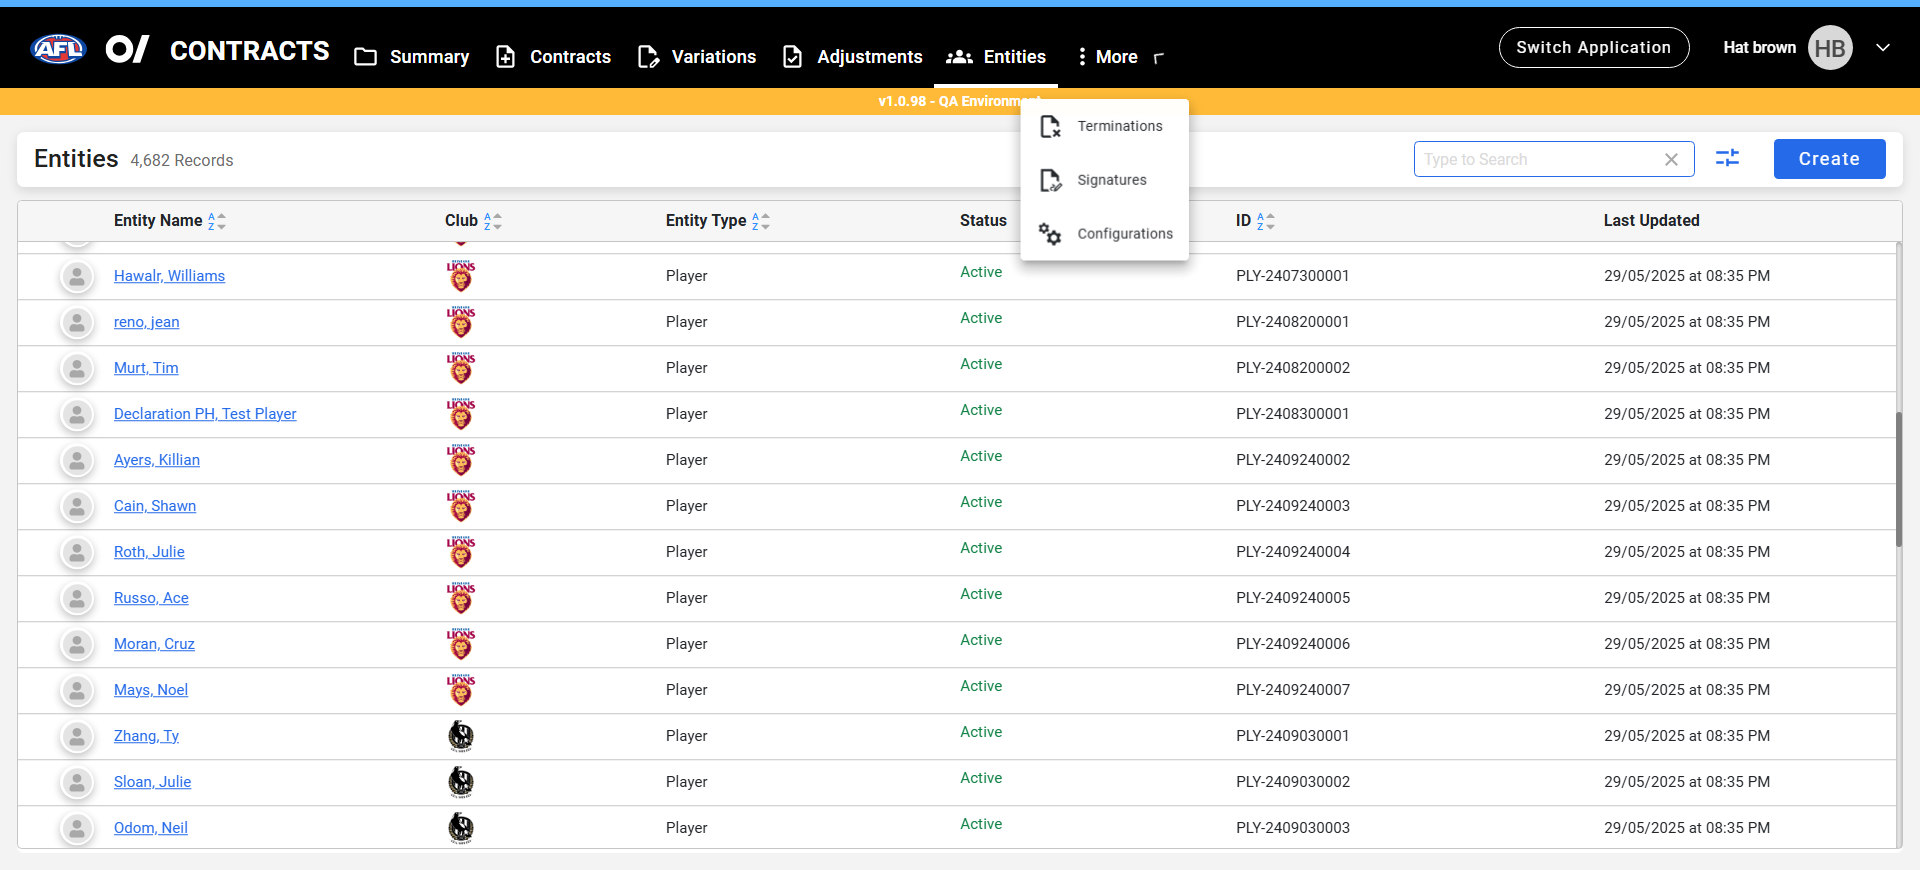 AFL CONTRACTS Summary Contracts Variations Adjustments Entities More Switch Application Hat brown HB
v1.0.98 - QA Environment
Terminations
Signatures
Configurations
Entities 4,682 Records Type to Search Create
Entity Name AZ Club AZ Entity Type AZ Status ID AZ Last Updated
Hawalr, Williams LIONS Player Active PLY-2407300001 29/05/2025 at 08:35 PM
reno, jean LIONS Player Active PLY-2408200001 29/05/2025 at 08:35 PM
Murt, Tim LIONS Player Active PLY-2408200002 29/05/2025 at 08:35 PM
Declaration PH, Test Player LIONS Player Active PLY-2408300001 29/05/2025 at 08:35 PM
Ayers, Killian LIONS Player Active PLY-2409240002 29/05/2025 at 08:35 PM
Cain, Shawn LIONS Player Active PLY-2409240003 29/05/2025 at 08:35 PM
Roth, Julie LIONS Player Active PLY-2409240004 29/05/2025 at 08:35 PM
Russo, Ace LIONS Player Active PLY-2409240005 29/05/2025 at 08:35 PM
Moran, Cruz LIONS Player Active PLY-2409240006 29/05/2025 at 08:35 PM
Mays, Noel LIONS Player Active PLY-2409240007 29/05/2025 at 08:35 PM
Zhang, Ty Player Active PLY-2409030001 29/05/2025 at 08:35 PM
Sloan, Julie Player Active PLY-2409030002 29/05/2025 at 08:35 PM
Odom, Neil Player Active PLY-2409030003 29/05/2025 at 08:35 PM